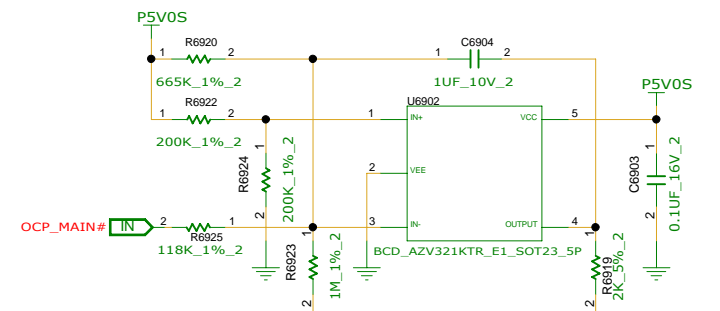 P5V0S
R6920
1 2
665K_1%_2
C6904
1 2
1UF_10V_2
P5V0S
R6922
1 2
200K_1%_2
U6902
1 IN+ VCC 5
2 VEE
3 IN- OUTPUT 4
BCD_AZV321KTR_E1_SOT23_5P
1
R6924
200K_1%_2
2
1
C6903
0.1UF_16V_2
2
OCP_MAIN# IN
2 1
R6925
118K_1%_2
1
R6923
1M_1%_2
2
1
R6919
2K_5%_2
2